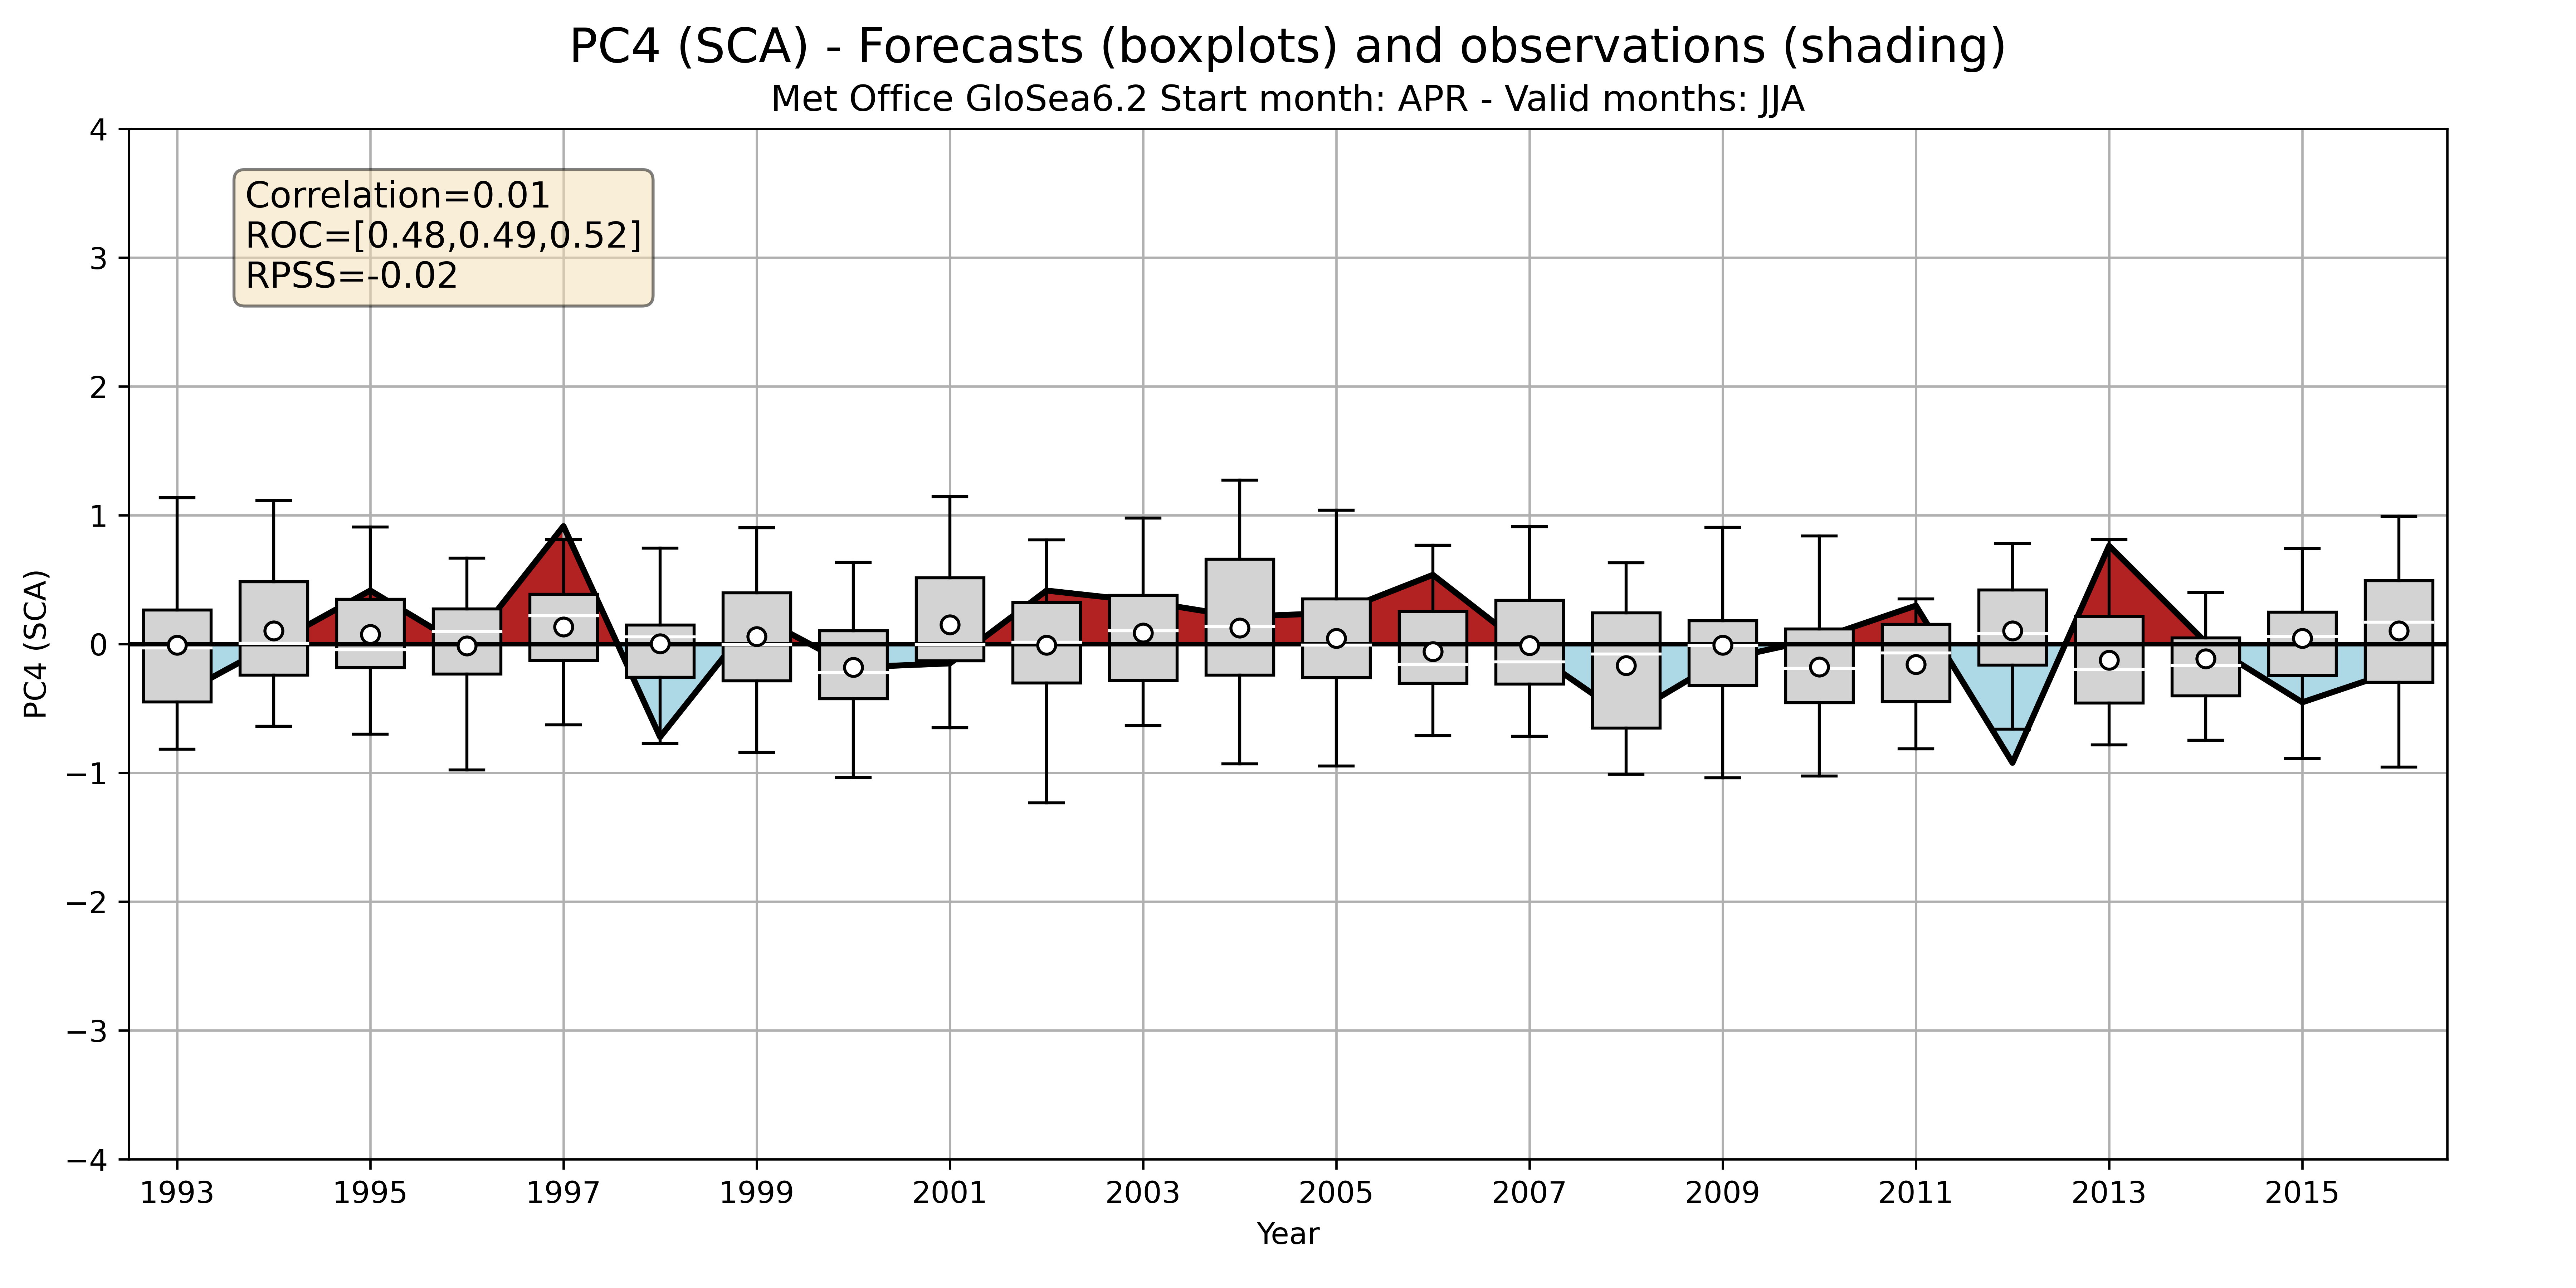 PC4 (SCA) - Forecasts (boxplots) and observations (shading)
Met Office GloSea6.2 Start month: APR - Valid months: JJA
Correlation=0.01
ROC=[0.48,0.49,0.52]
RPSS=-0.02
PC4 (SCA)
4
3
2
1
0
−1
−2
−3
−4
1993 1995 1997 1999 2001 2003 2005 2007 2009 2011 2013 2015
Year